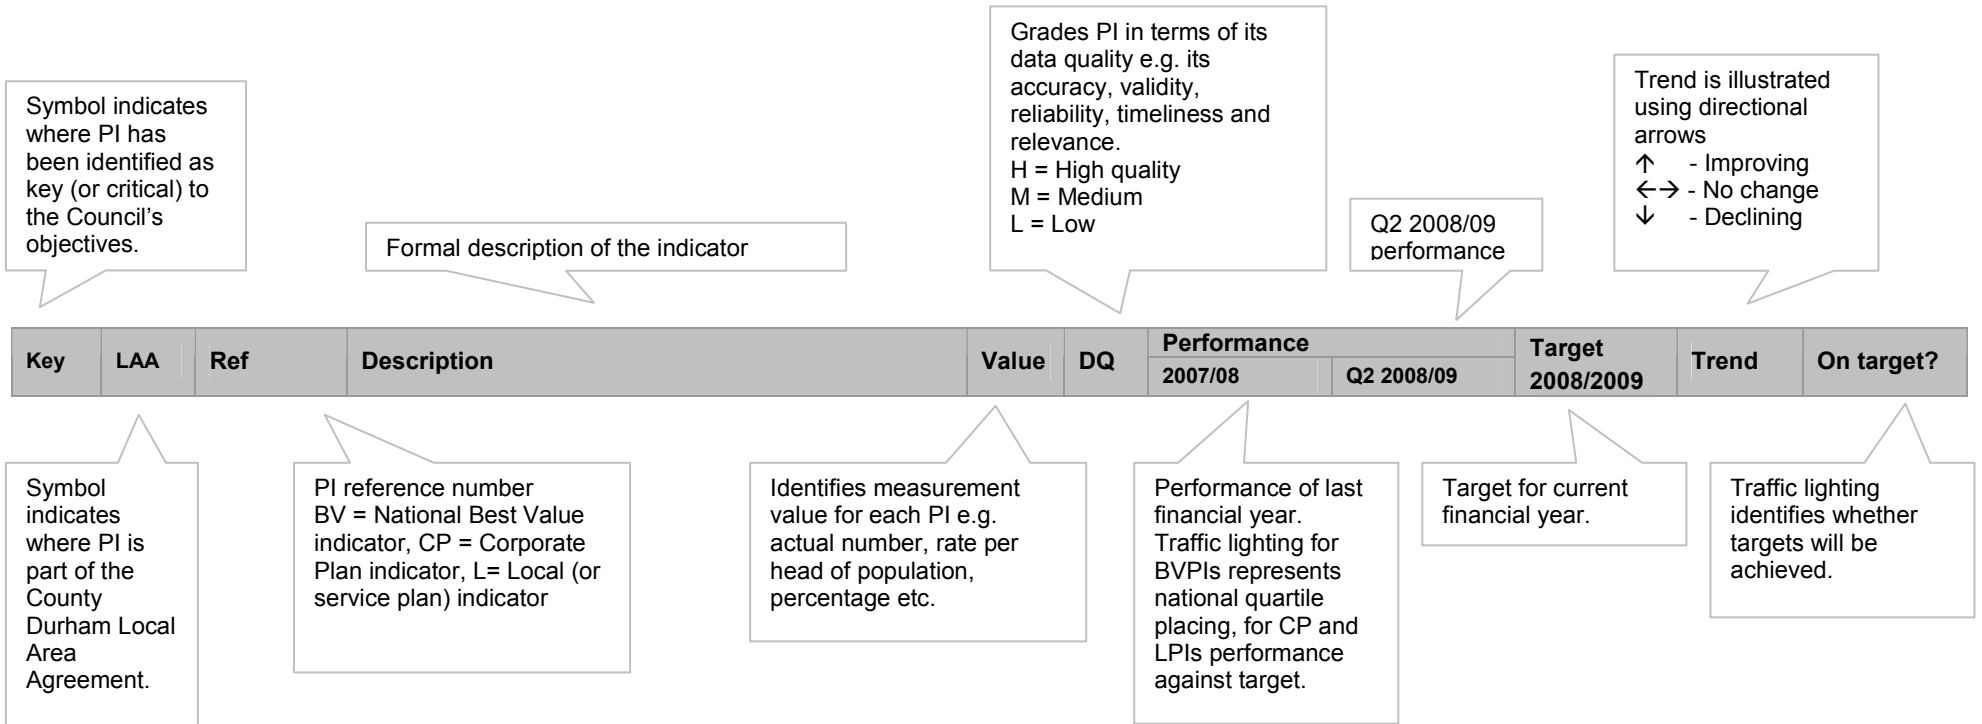 Symbol indicates
where PI has
been identified as
key (or critical) to
the Council's
objectives.
Formal description of the indicator
Grades PI in terms of its
data quality e.g. its
accuracy, validity,
reliability, timeliness and
relevance.
H = High quality
M = Medium
L = Low
Q2 2008/09
performance
Trend is illustrated
using directional
arrows
↑ - Improving
←→ - No change
↓ - Declining
Key LAA Ref Description Value DQ Performance Target 2008/2009 Trend On target?
2007/08 Q2 2008/09
Symbol
indicates
where PI is
part of the
County
Durham Local
Area
Agreement.
PI reference number
BV = National Best Value
indicator, CP = Corporate
Plan indicator, L= Local (or
service plan) indicator
Identifies measurement
value for each PI e.g.
actual number, rate per
head of population,
percentage etc.
Performance of last
financial year.
Traffic lighting for
BVPIs represents
national quartile
placing, for CP and
LPIs performance
against target.
Target for current
financial year.
Traffic lighting
identifies whether
targets will be
achieved.